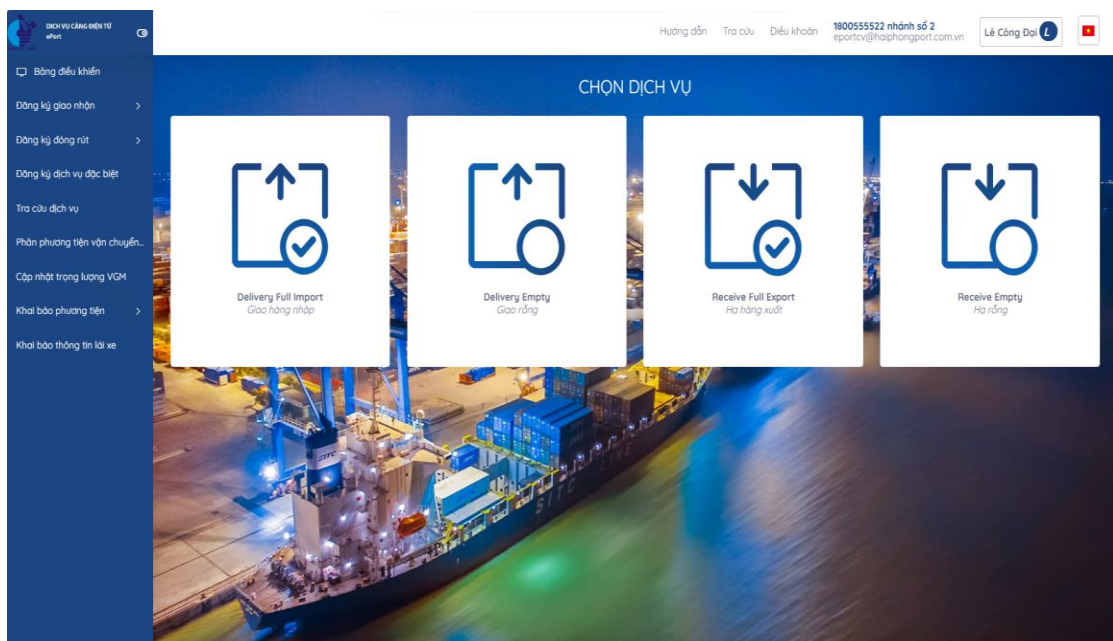 DỊCH VỤ CẢNG ĐIỆN TỬ
ePort
Hướng dẫn
Tra cứu
Điều khoản
1800555522 nhánh số 2
eportcv@haiphongport.com.vn
Lê Công Đại
L
Bảng điều khiển
Đăng ký giao nhận
Đăng ký đóng rút
Đăng ký dịch vụ đặc biệt
Tra cứu dịch vụ
Phân phương tiện vận chuyển...
Cập nhật trọng lượng VGM
Khai báo phương tiện
Khai báo thông tin lái xe
CHỌN DỊCH VỤ
Delivery Full Import
Giao hàng nhập
Delivery Empty
Giao rỗng
Receive Full Export
Hạ hàng xuất
Receive Empty
Hạ rỗng
SITC
SITC